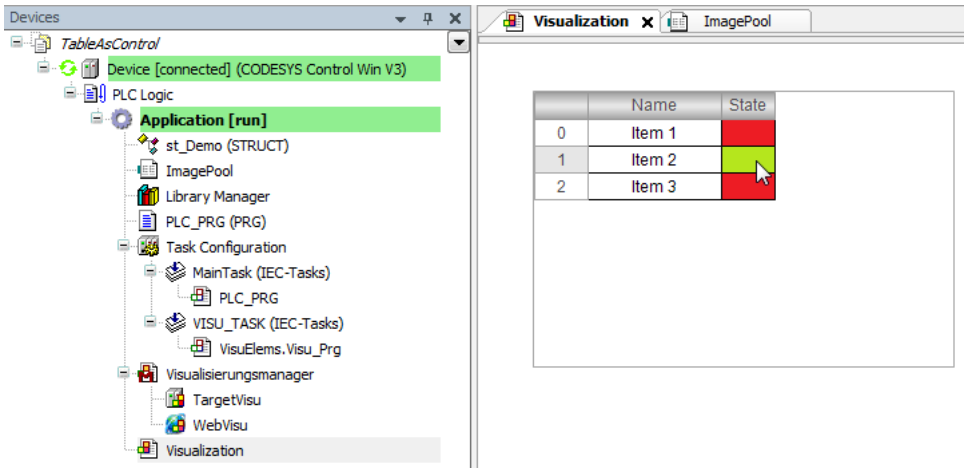 Devices
TableAsControl
Device [connected] (CODESYS Control Win V3)
PLC Logic
Application [run]
st_Demo (STRUCT)
ImagePool
Library Manager
PLC_PRG (PRG)
Task Configuration
MainTask (IEC-Tasks)
PLC_PRG
VISU_TASK (IEC-Tasks)
VisuElems.Visu_Prg
Visualisierungsmanager
TargetVisu
WebVisu
Visualization
Visualization ImagePool
Name State
0 Item 1
1 Item 2
2 Item 3